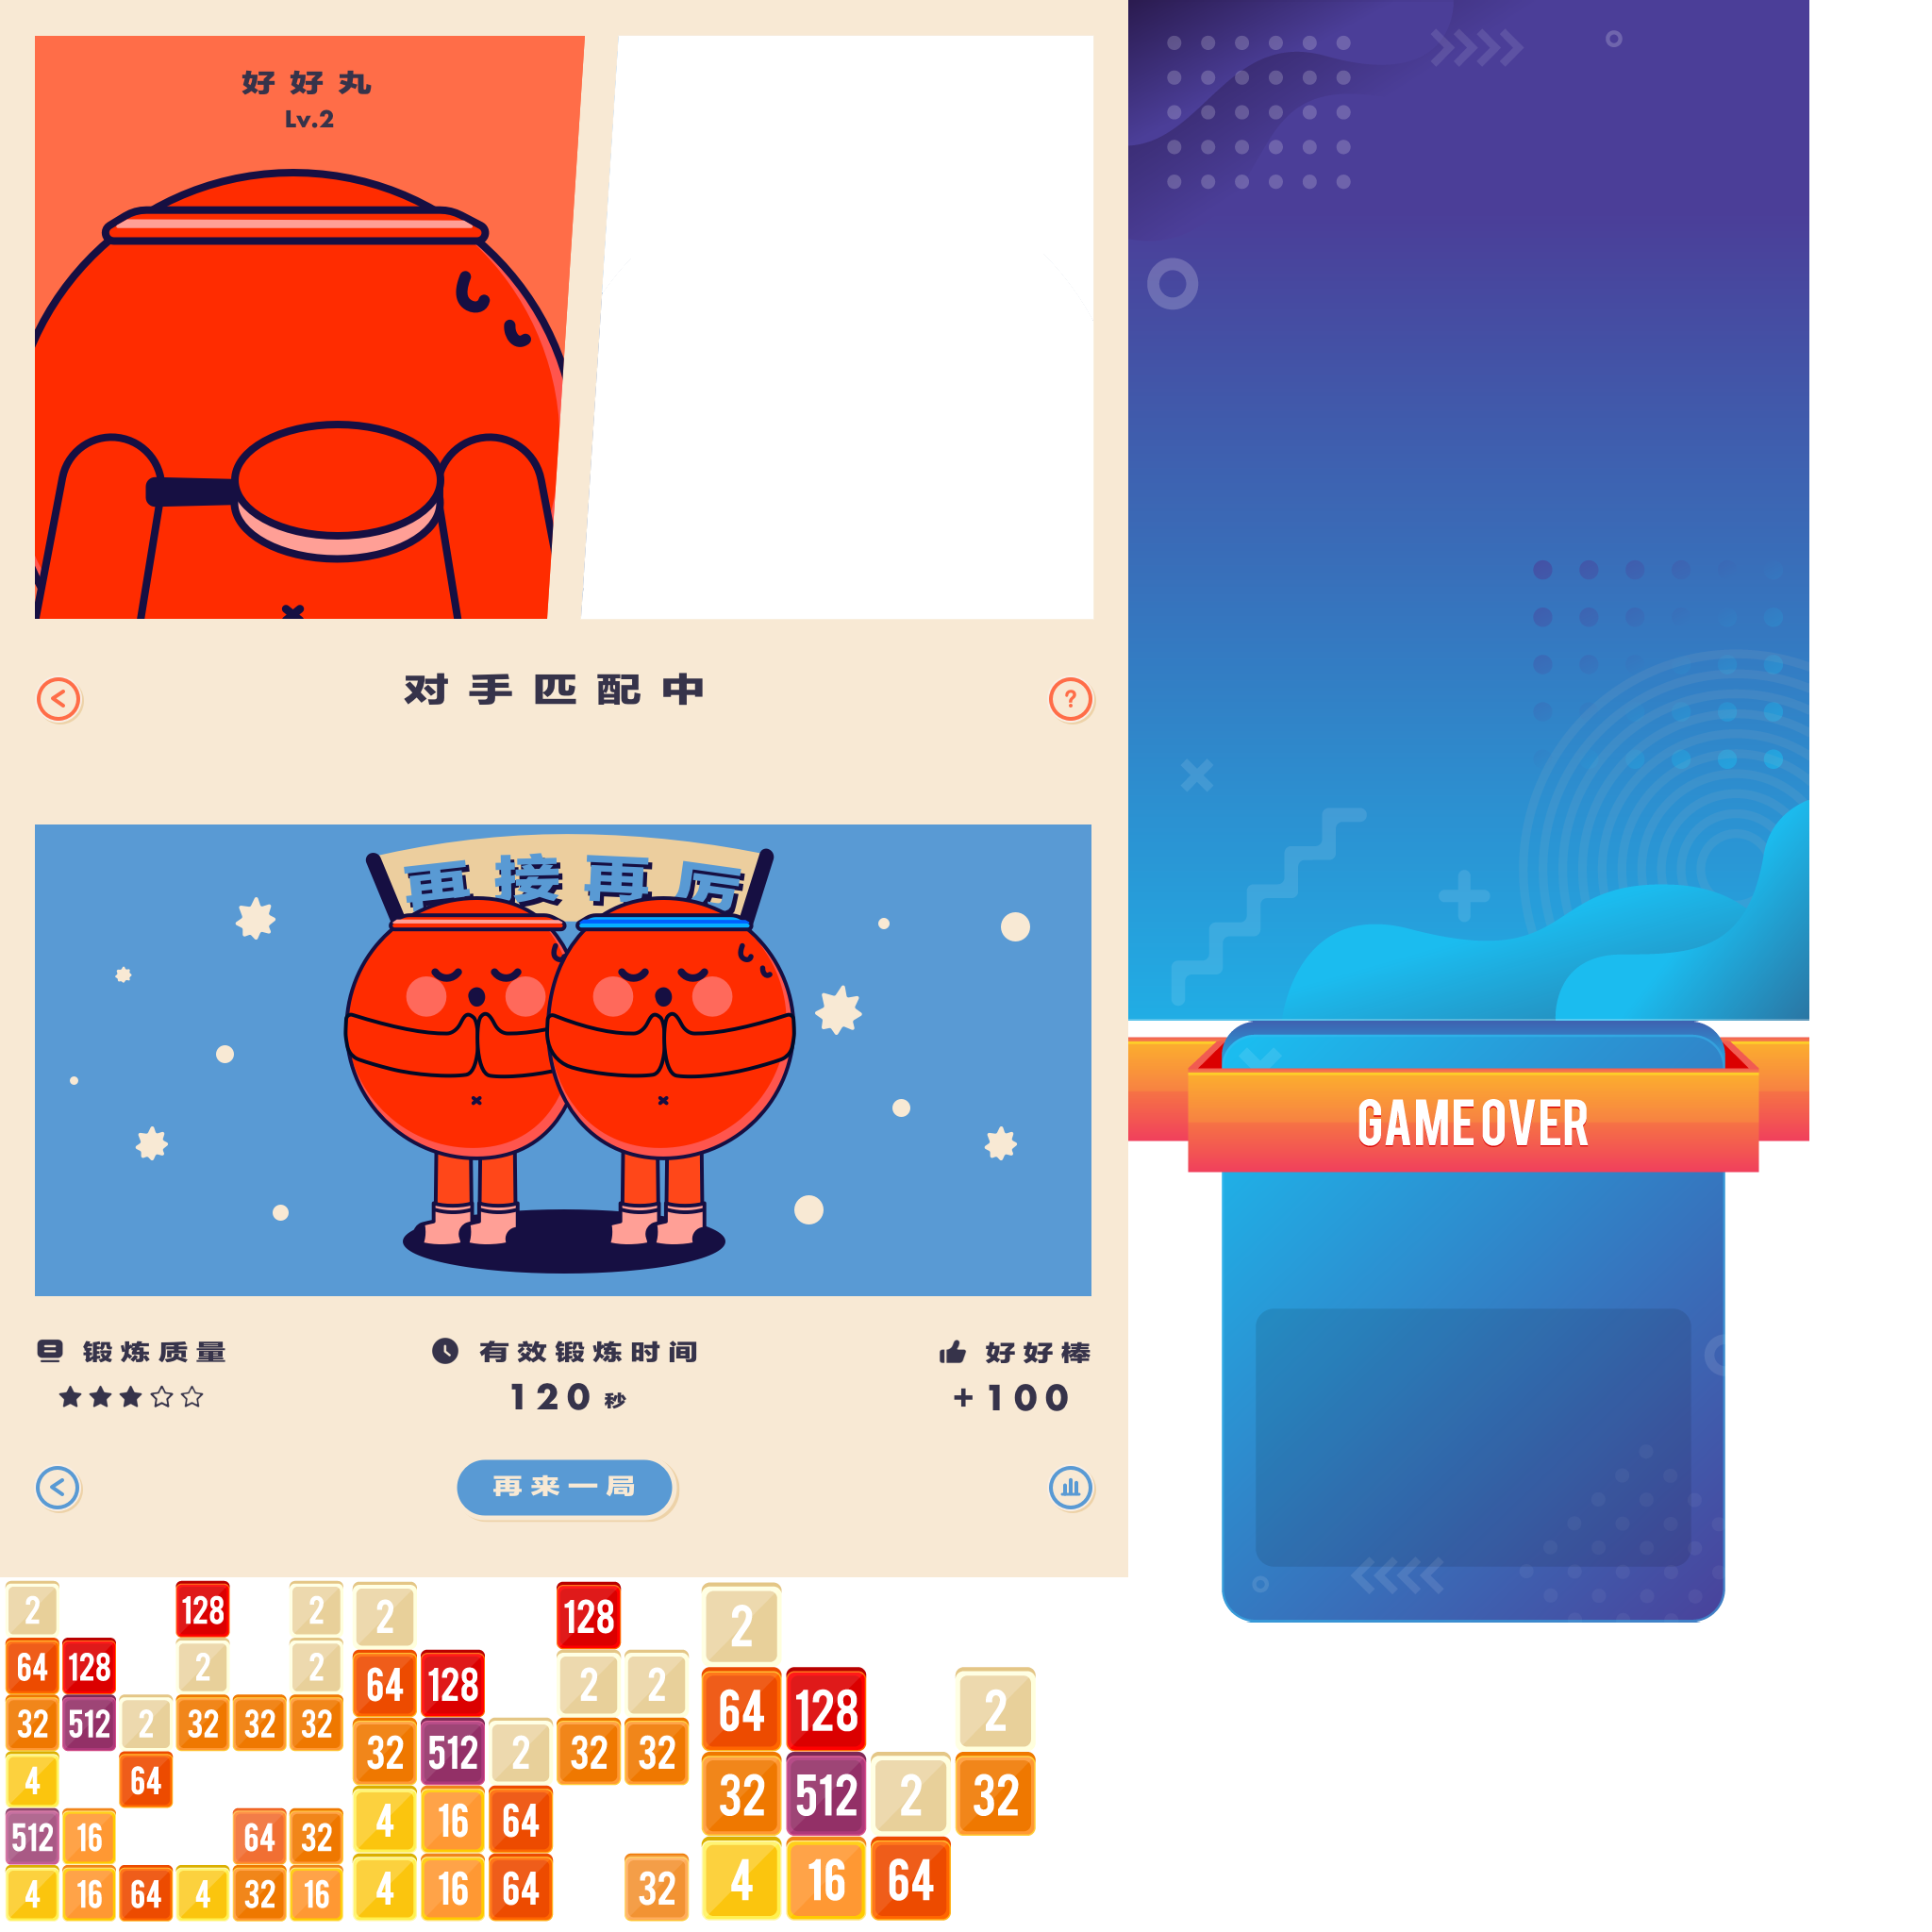 好好丸
Lv.2
对手匹配中
?
再接再厉
锻炼质量
有效锻炼时间
好好棒
120 秒
+100
再来一局
GAME OVER
2 128 2
64 128 2 2
32 512 2 32 32 32
4 64
512 16 64 32
4 16 64 4 32 16
2 128
64 128 2 2
32 512 2 32 32
4 16 64
4 16 64 32
2
64 128 2
32 512 2 32
4 16 64